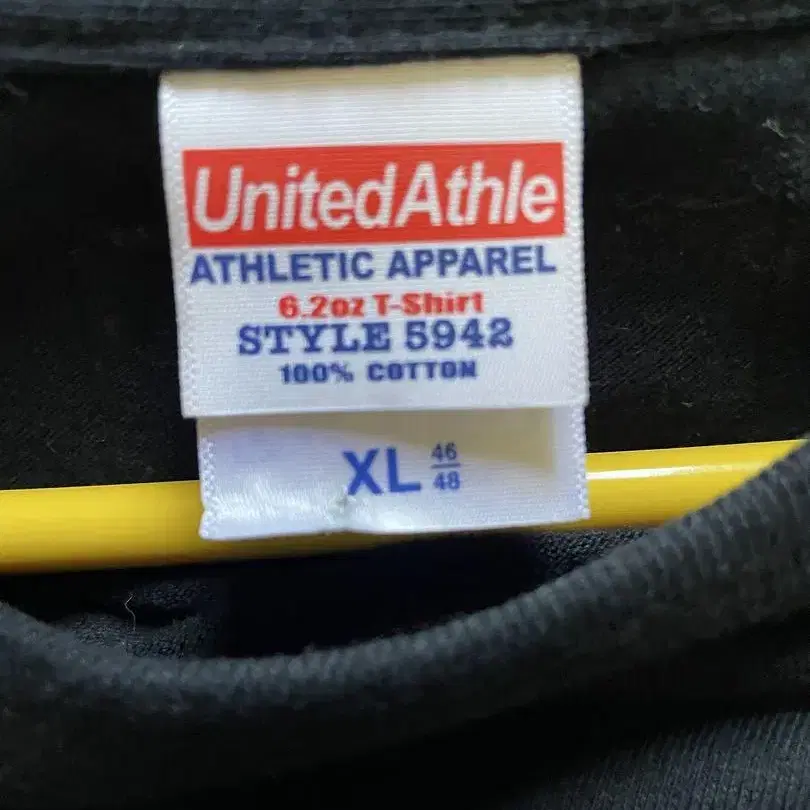 UnitedAthle
ATHLETIC APPAREL
6.2oz T-Shirt
STYLE 5942
100% COTTON
XL 46/48